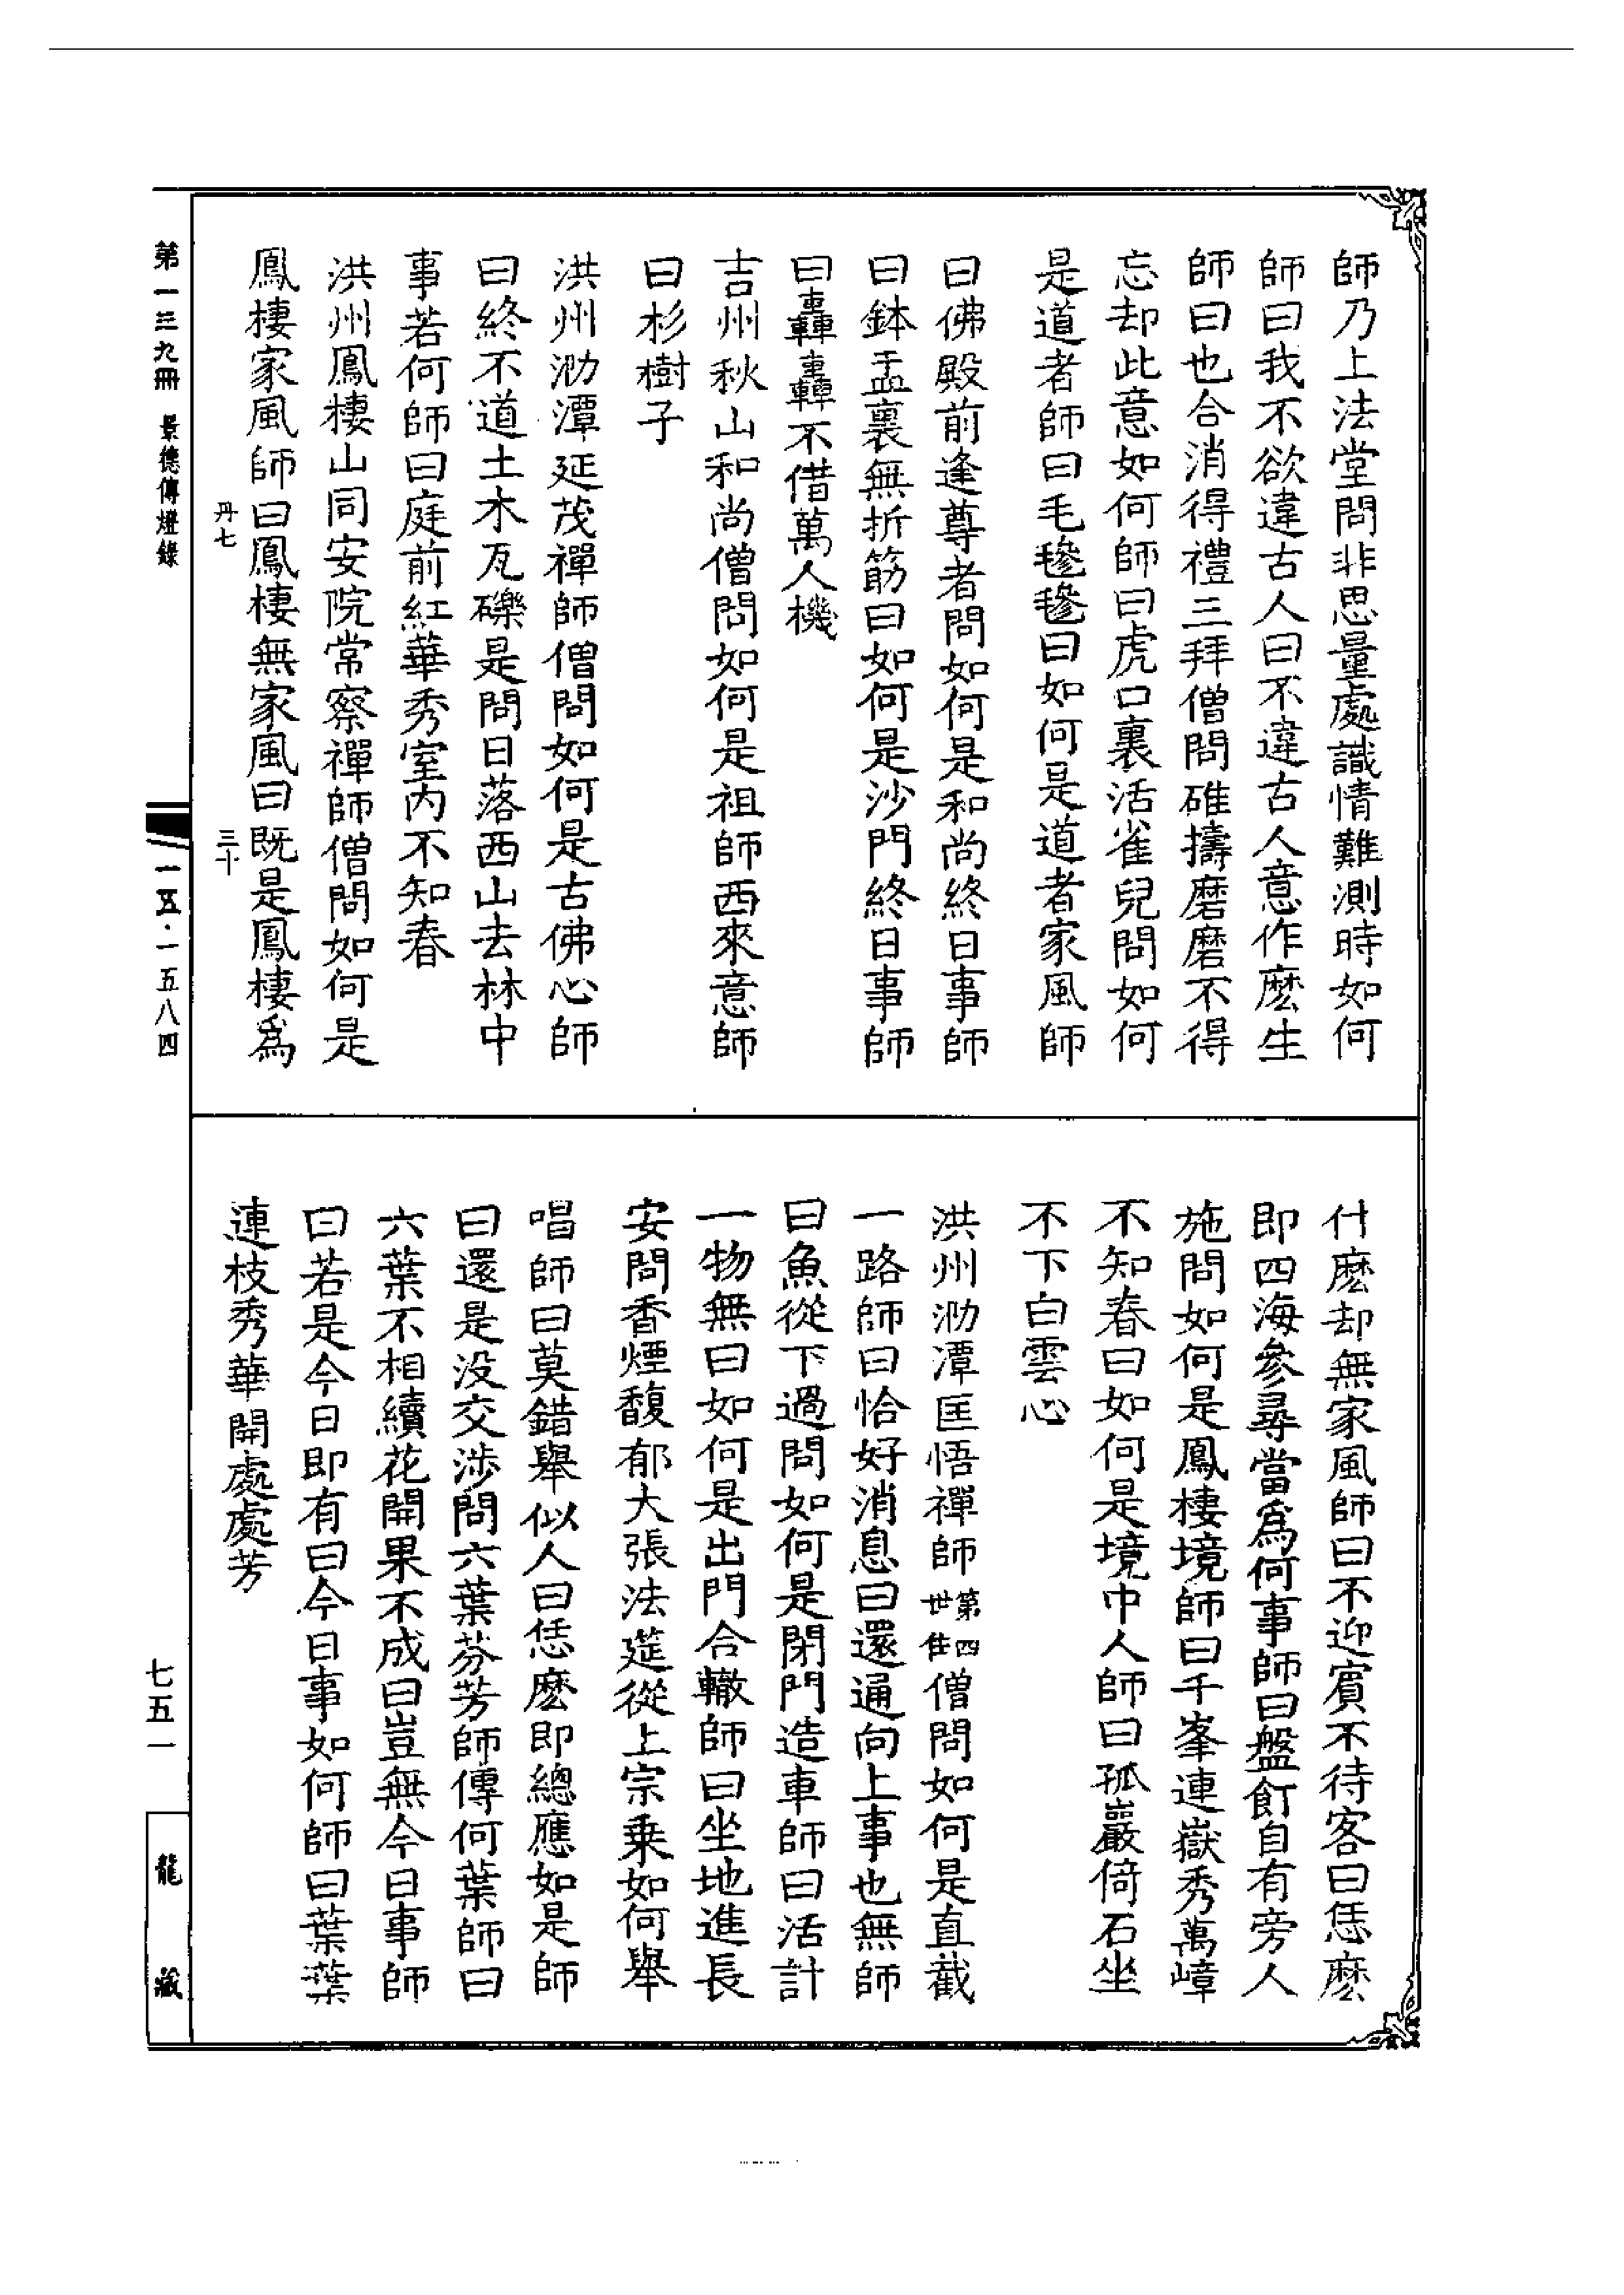 師乃上法堂問非思量處識情難測時如何
師曰我不欲違古人曰不違古人意作麽生
師曰也合消得禮三拜僧問碓擣磨磨不得
忘却此意如何師曰虎口裏活雀兒問如何
是道者師曰毛毿毿曰如何是道者家風師
曰佛殿前逢尊者問如何是和尚終日事師
曰鉢盂裏無折筯曰如何是沙門終日事師
曰轟轟不借萬人機
吉州秋山和尚僧問如何是祖師西來意師
曰杉樹子
洪州泐潭延茂禪師僧問如何是古佛心師
曰終不道土木瓦礫是問日落西山去林中
事若何師曰庭前紅華秀室內不知春
洪州鳳棲山同安院常察禪師僧問如何是
鳳棲家風師曰鳳棲無家風曰既是鳳棲爲
丹七
三十
什麽却無家風師曰不迎賓不待客曰恁麽
即四海參尋當爲何事師曰盤飣自有旁人
施問如何是鳳棲境師曰千峯連嶽秀萬嶂
不知春曰如何是境中人師曰孤巖倚石坐
不下白雲心
洪州泐潭匡悟禪師第四世住僧問如何是直截
一路師曰恰好消息曰還通向上事也無師
曰魚從下過問如何是閉門造車師曰活計
一物無曰如何是出門合轍師曰坐地進長
安問香煙馥郁大張法筵從上宗乘如何舉
唱師曰莫錯舉似人曰恁麽即總應如是師
曰還是没交涉問六葉芬芳師傳何葉師曰
六葉不相續花開果不成曰豈無今日事師
曰若是今日即有曰今日事如何師曰葉葉
連枝秀華開處處芳
第一三九冊 景德傳燈錄
一五·一五八四
七五一
龍藏